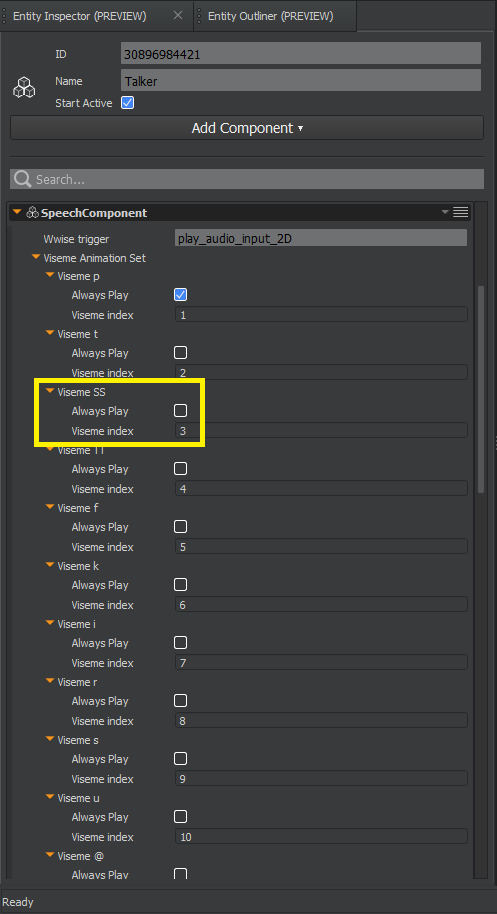 Entity Inspector (PREVIEW) Entity Outliner (PREVIEW)
ID 30896984421
Name Talker
Start Active
Add Component
Search...
SpeechComponent
Wwise trigger play_audio_input_2D
Viseme Animation Set
Viseme p
Always Play
Viseme index 1
Viseme t
Always Play
Viseme index 2
Viseme SS
Always Play
Viseme index 3
Viseme TT
Always Play
Viseme index 4
Viseme f
Always Play
Viseme index 5
Viseme k
Always Play
Viseme index 6
Viseme i
Always Play
Viseme index 7
Viseme r
Always Play
Viseme index 8
Viseme s
Always Play
Viseme index 9
Viseme u
Always Play
Viseme index 10
Viseme @
Always Play
Ready